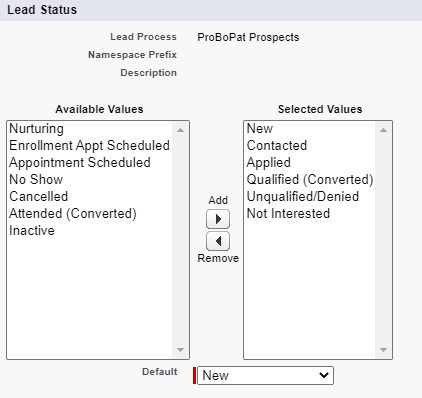 Lead Status
Lead Process ProBoPat Prospects
Namespace Prefix
Description
Available Values
Nurturing
Enrollment Appt Scheduled
Appointment Scheduled
No Show
Cancelled
Attended (Converted)
Inactive
Add
Remove
Selected Values
New
Contacted
Applied
Qualified (Converted)
Unqualified/Denied
Not Interested
Default New